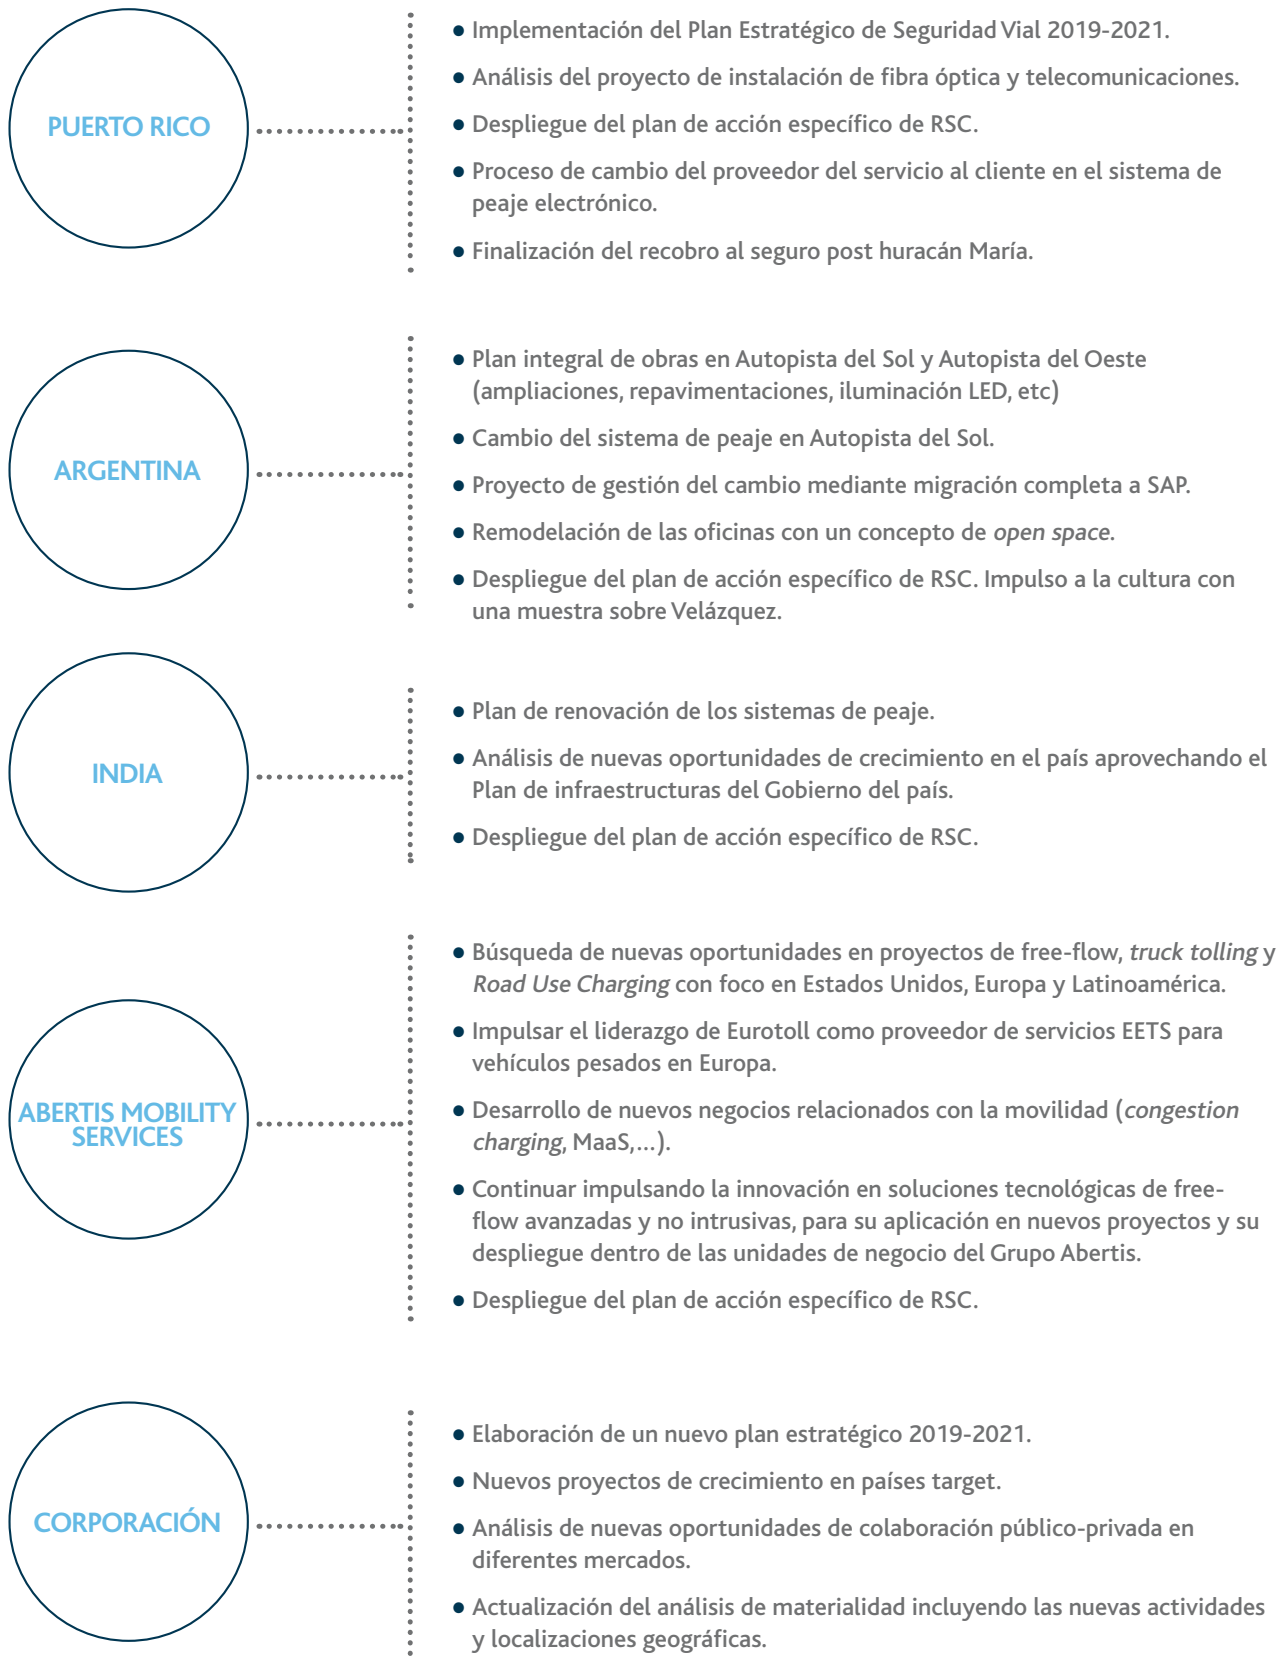 PUERTO RICO
● Implementación del Plan Estratégico de Seguridad Vial 2019-2021.
● Análisis del proyecto de instalación de fibra óptica y telecomunicaciones.
● Despliegue del plan de acción específico de RSC.
● Proceso de cambio del proveedor del servicio al cliente en el sistema de
peaje electrónico.
● Finalización del recobro al seguro post huracán María.
ARGENTINA
● Plan integral de obras en Autopista del Sol y Autopista del Oeste
(ampliaciones, repavimentaciones, iluminación LED, etc)
● Cambio del sistema de peaje en Autopista del Sol.
● Proyecto de gestión del cambio mediante migración completa a SAP.
● Remodelación de las oficinas con un concepto de open space.
● Despliegue del plan de acción específico de RSC. Impulso a la cultura con
una muestra sobre Velázquez.
INDIA
● Plan de renovación de los sistemas de peaje.
● Análisis de nuevas oportunidades de crecimiento en el país aprovechando el
Plan de infraestructuras del Gobierno del país.
● Despliegue del plan de acción específico de RSC.
ABERTIS MOBILITY
SERVICES
● Búsqueda de nuevas oportunidades en proyectos de free-flow, truck tolling y
Road Use Charging con foco en Estados Unidos, Europa y Latinoamérica.
● Impulsar el liderazgo de Eurotoll como proveedor de servicios EETS para
vehículos pesados en Europa.
● Desarrollo de nuevos negocios relacionados con la movilidad (congestion
charging, MaaS,...).
● Continuar impulsando la innovación en soluciones tecnológicas de free-
flow avanzadas y no intrusivas, para su aplicación en nuevos proyectos y su
despliegue dentro de las unidades de negocio del Grupo Abertis.
● Despliegue del plan de acción específico de RSC.
CORPORACIÓN
● Elaboración de un nuevo plan estratégico 2019-2021.
● Nuevos proyectos de crecimiento en países target.
● Análisis de nuevas oportunidades de colaboración público-privada en
diferentes mercados.
● Actualización del análisis de materialidad incluyendo las nuevas actividades
y localizaciones geográficas.